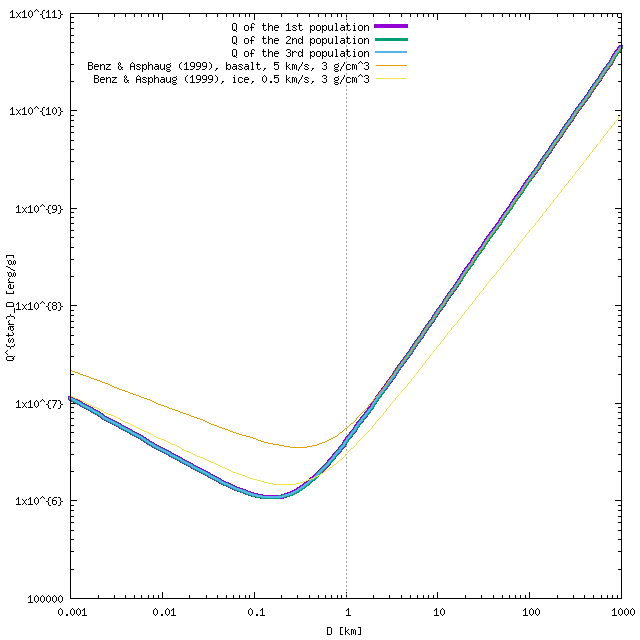 1x10^{11}
1x10^{10}
1x10^{9}
1x10^{8}
1x10^{7}
1x10^{6}
100000
Q^{star}_D [erg/g]
Q of the 1st population
Q of the 2nd population
Q of the 3rd population
Benz & Asphaug (1999), basalt, 5 km/s, 3 g/cm^3
Benz & Asphaug (1999), ice, 0.5 km/s, 3 g/cm^3
0.001
0.01
0.1
1
10
100
1000
D [km]